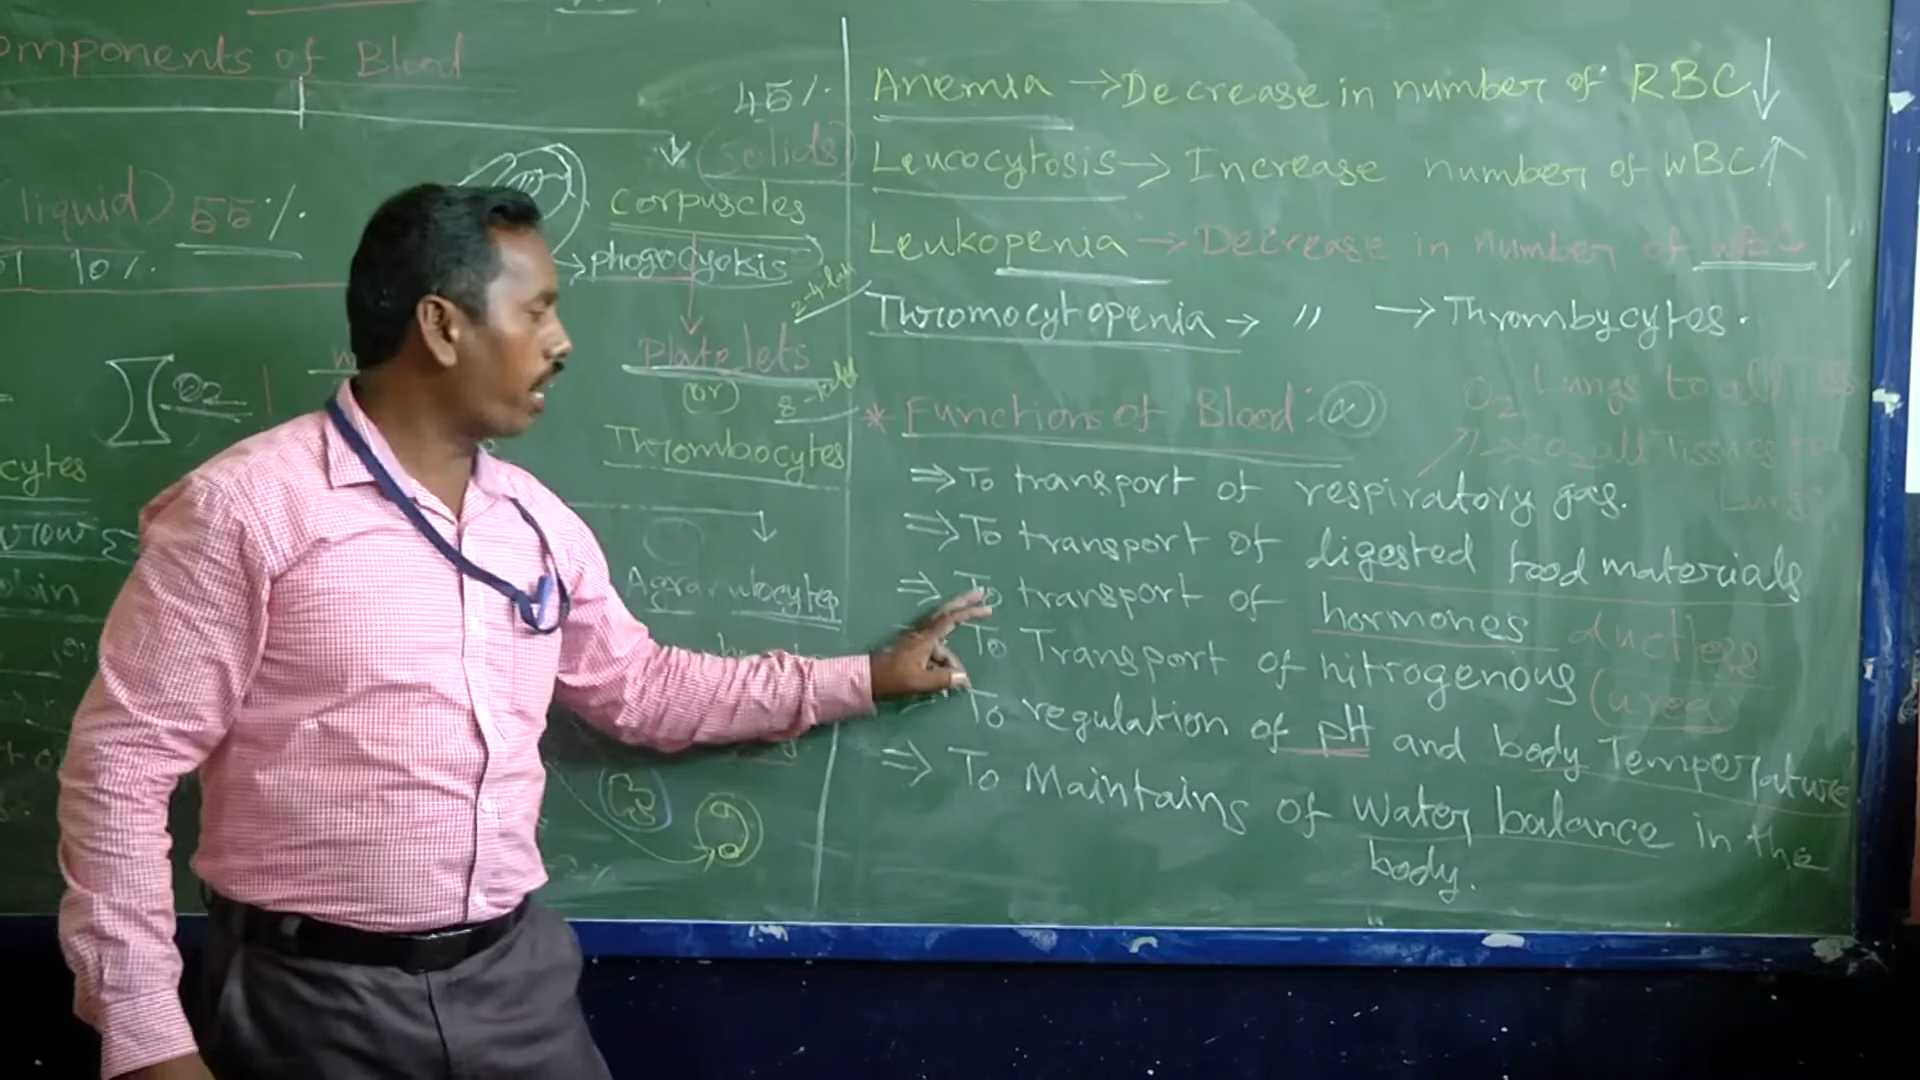 omponents of Blood
45%.
(solids)
liquid) 55%.
10%.
corpuscles
phogocyotsis
Platelets
(or)
Thrombocytes
O2
cytes
Agranulocytes
Anemia → Decrease in number of RBC ↓
Leucocytosis → Increase number of WBC ↑
Leukopenia → Decrease in number of WBC ↓
Thromocytopenia → " → Thrombycytes.
* Functions of Blood: (a)
O2 Lungs to all
CO2 all Tissues to
Lungs
⇒ To transport of respiratory gas.
⇒ To transport of digested food materials
⇒ To transport of hormones ductless
To Transport of nitrogenous (urea)
To regulation of pH and body Temperature
⇒ To Maintains of water balance in the
body.